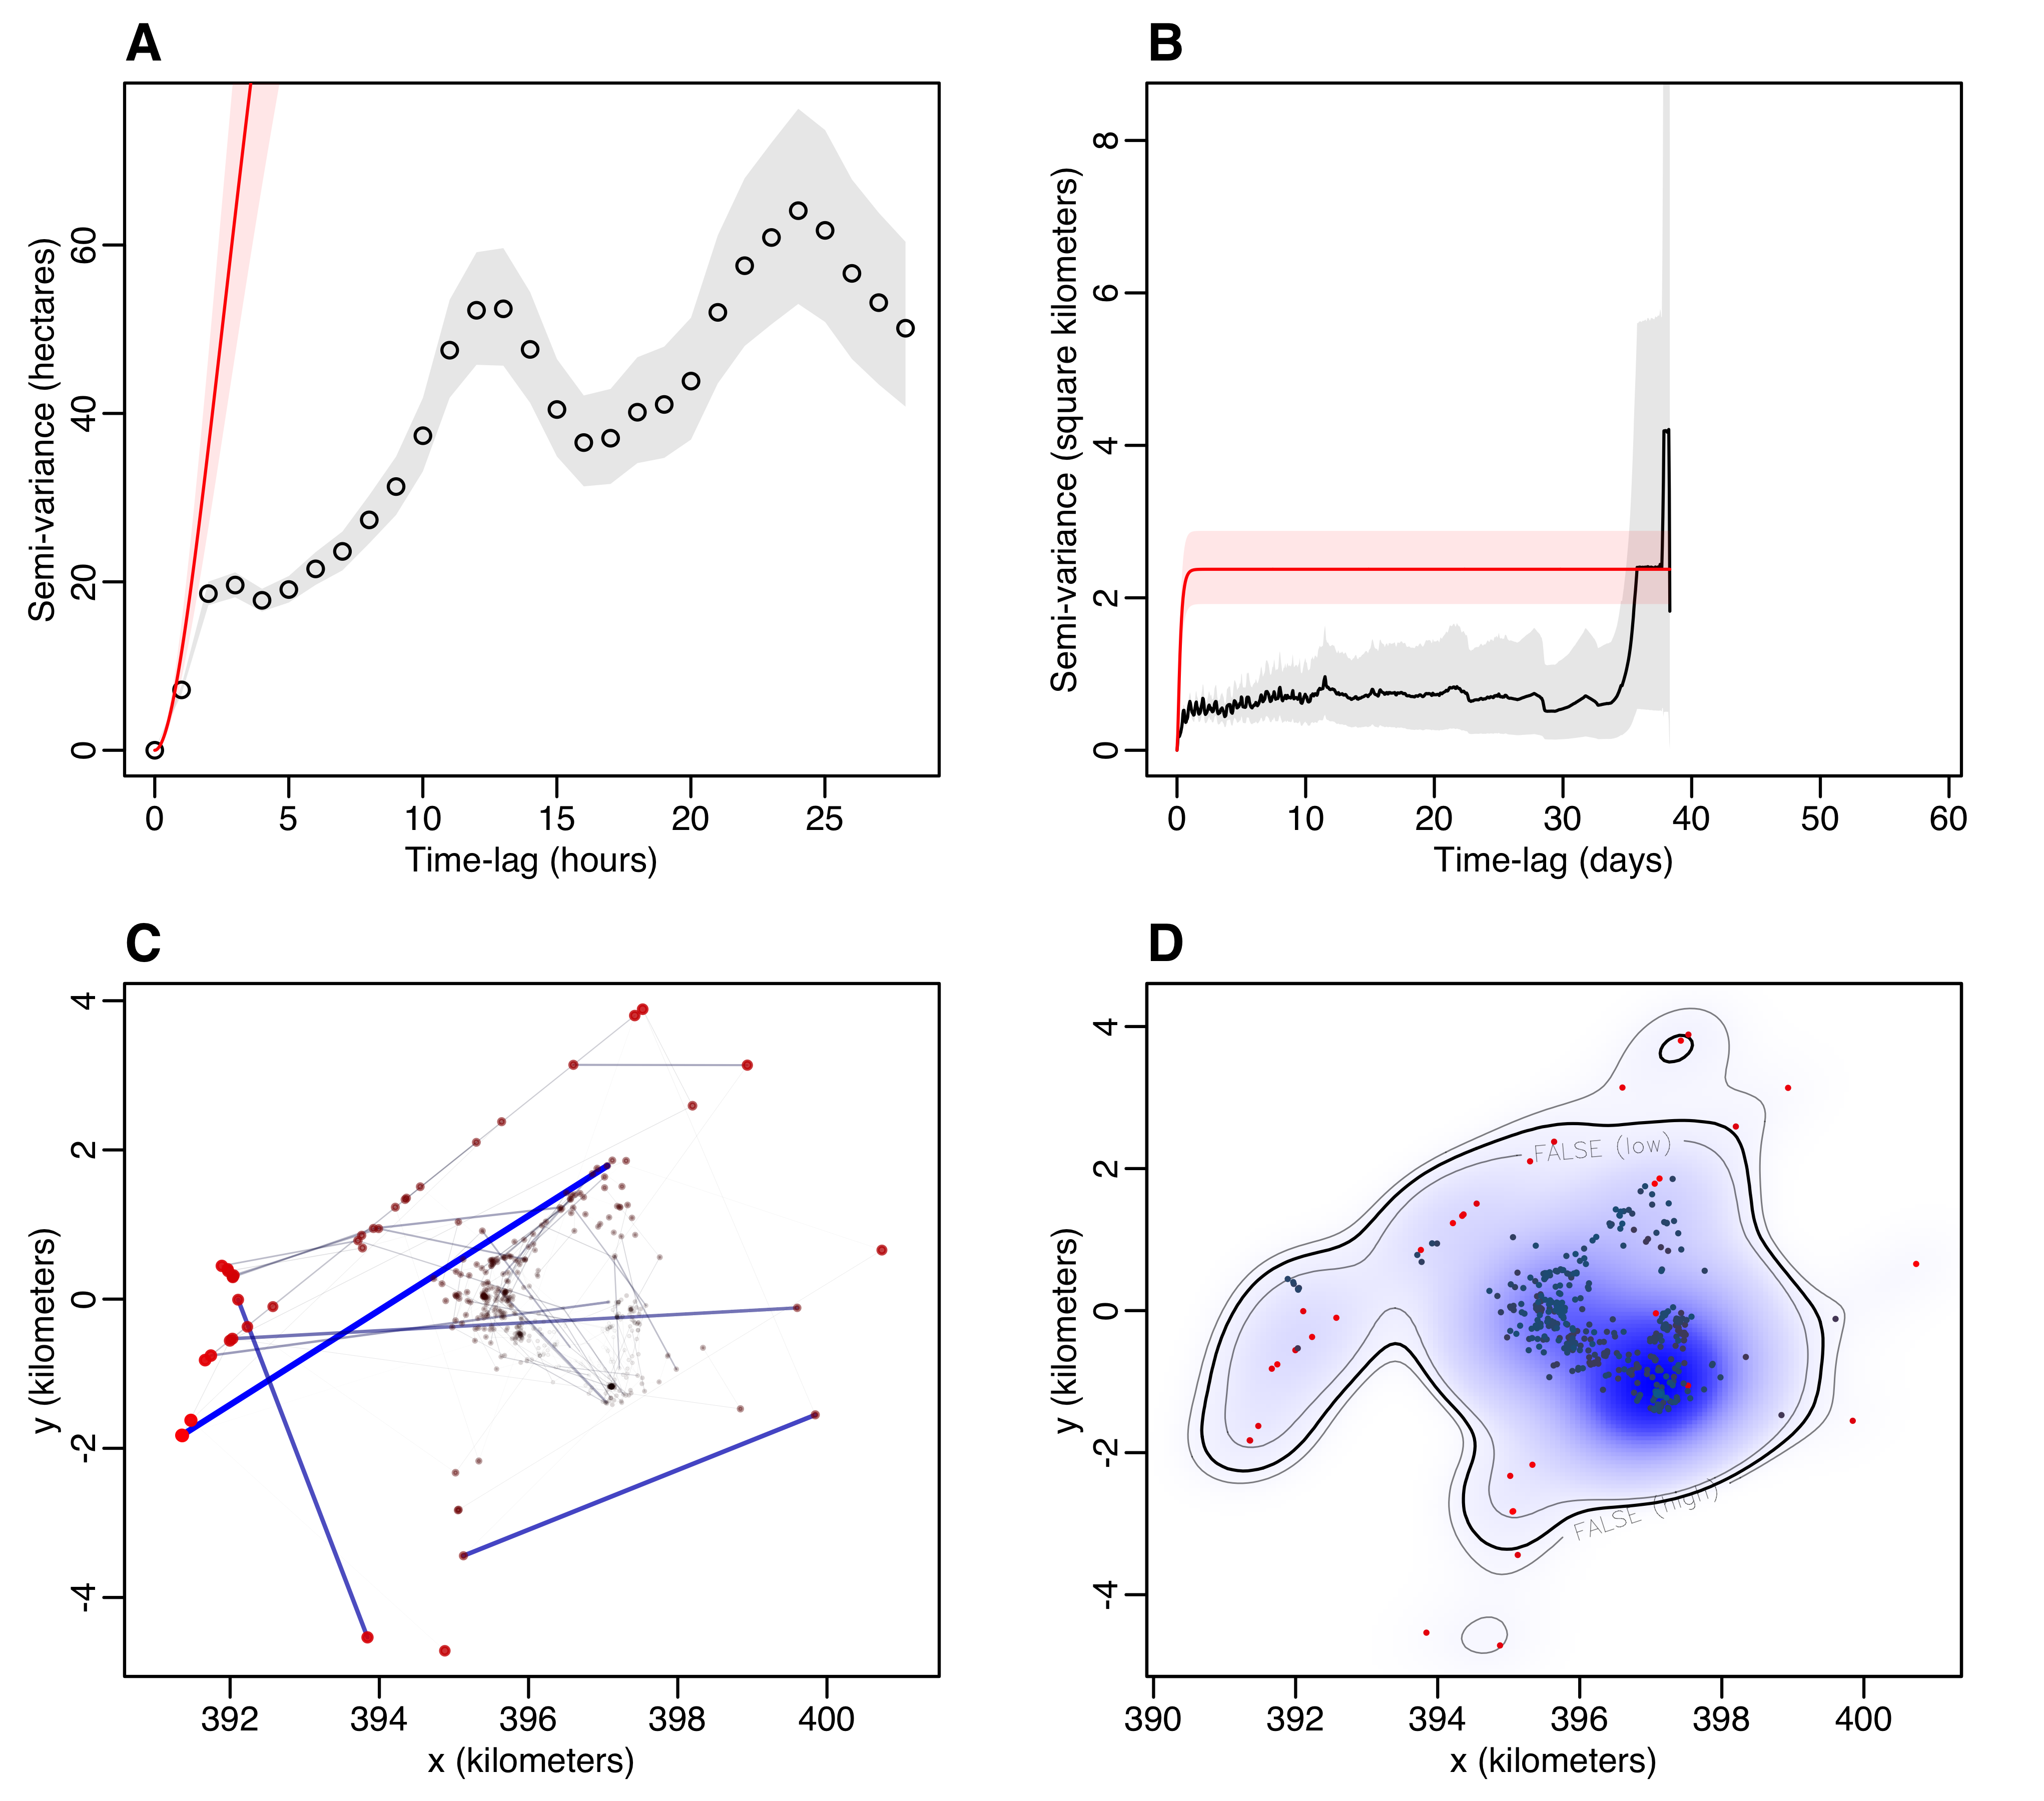 A
Semi-variance (hectares)
0 20 40 60
0 5 10 15 20 25
Time-lag (hours)
B
Semi-variance (square kilometers)
0 2 4 6 8
0 10 20 30 40 50 60
Time-lag (days)
C
y (kilometers)
-4 -2 0 2 4
392 394 396 398 400
x (kilometers)
D
y (kilometers)
-4 -2 0 2 4
FALSE (low)
FALSE (high)
390 392 394 396 398 400
x (kilometers)